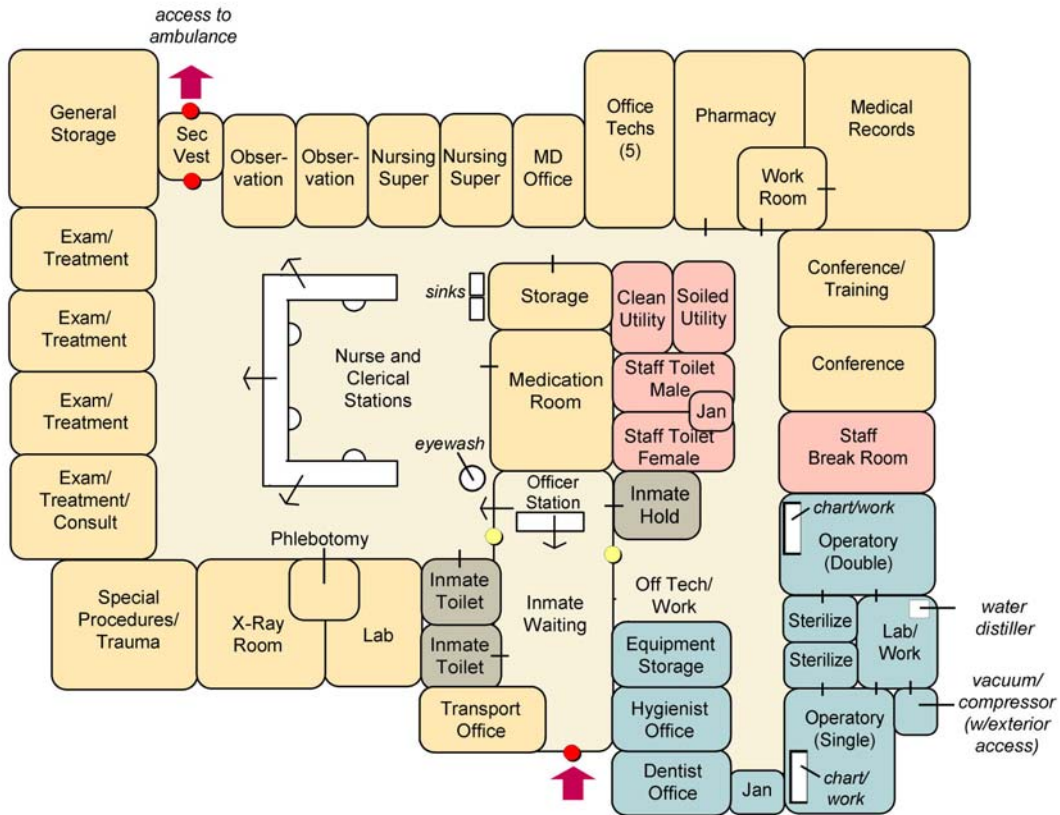 access to
ambulance
General
Storage
Sec
Vest
Obser-
vation
Obser-
vation
Nursing
Super
Nursing
Super
MD
Office
Office
Techs
(5)
Pharmacy
Medical
Records
Work
Room
Exam/
Treatment
Exam/
Treatment
Exam/
Treatment
Exam/
Treatment/
Consult
sinks
Storage
Clean
Utility
Soiled
Utility
Conference/
Training
Nurse and
Clerical
Stations
Medication
Room
Staff Toilet
Male
Jan
Staff Toilet
Female
Conference
Staff
Break Room
eyewash
Officer
Station
Inmate
Hold
chart/work
Operatory
(Double)
Phlebotomy
Special
Procedures/
Trauma
X-Ray
Room
Lab
Inmate
Toilet
Inmate
Toilet
Inmate
Waiting
Off Tech/
Work
Sterilize
Sterilize
Lab/
Work
water
distiller
Equipment
Storage
Transport
Office
Hygienist
Office
Operatory
(Single)
vacuum/
compressor
(w/exterior
access)
Dentist
Office
Jan
chart/
work